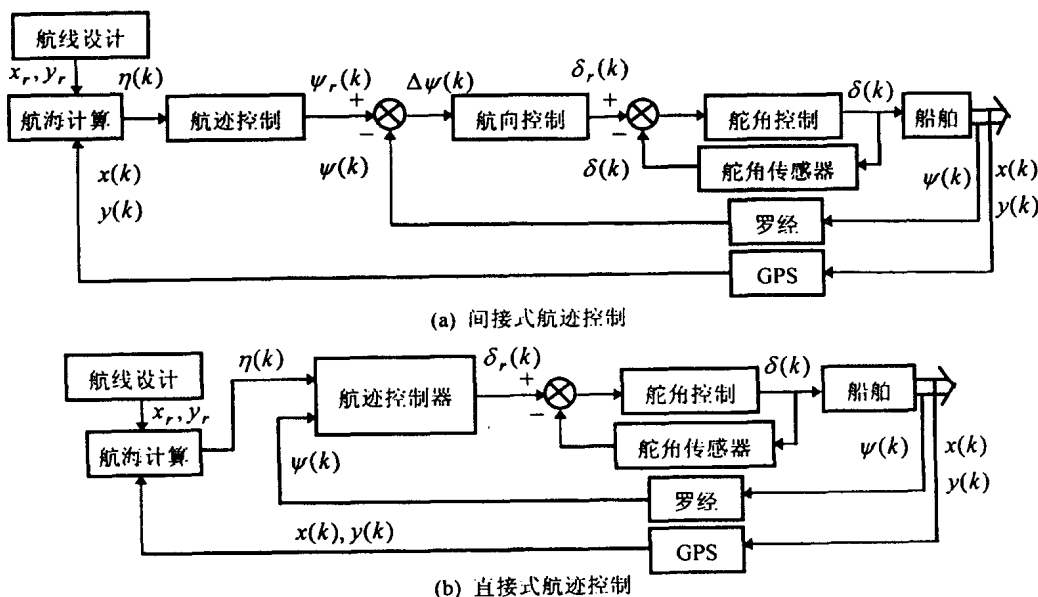 航线设计
x_r, y_r
η(k)
航海计算
航迹控制
ψ_r(k)
+
−
Δψ(k)
航向控制
δ_r(k)
+
−
舵角控制
δ(k)
船舶
ψ(k)
δ(k)
舵角传感器
ψ(k)
x(k)
y(k)
x(k)
y(k)
罗经
GPS
(a) 间接式航迹控制
航线设计
x_r, y_r
η(k)
航海计算
航迹控制器
δ_r(k)
+
−
舵角控制
δ(k)
船舶
舵角传感器
ψ(k)
ψ(k)
x(k)
y(k)
罗经
x(k), y(k)
GPS
(b) 直接式航迹控制